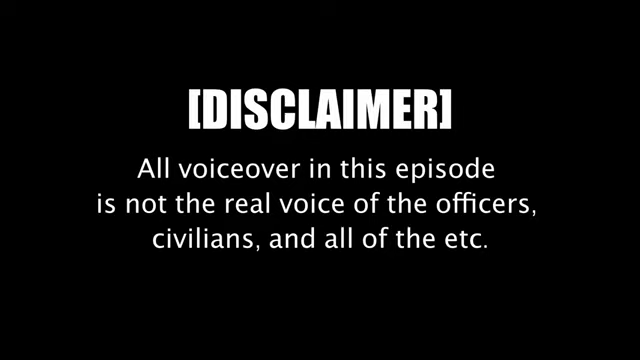 [DISCLAIMER]
All voiceover in this episode
is not the real voice of the officers,
civilians, and all of the etc.